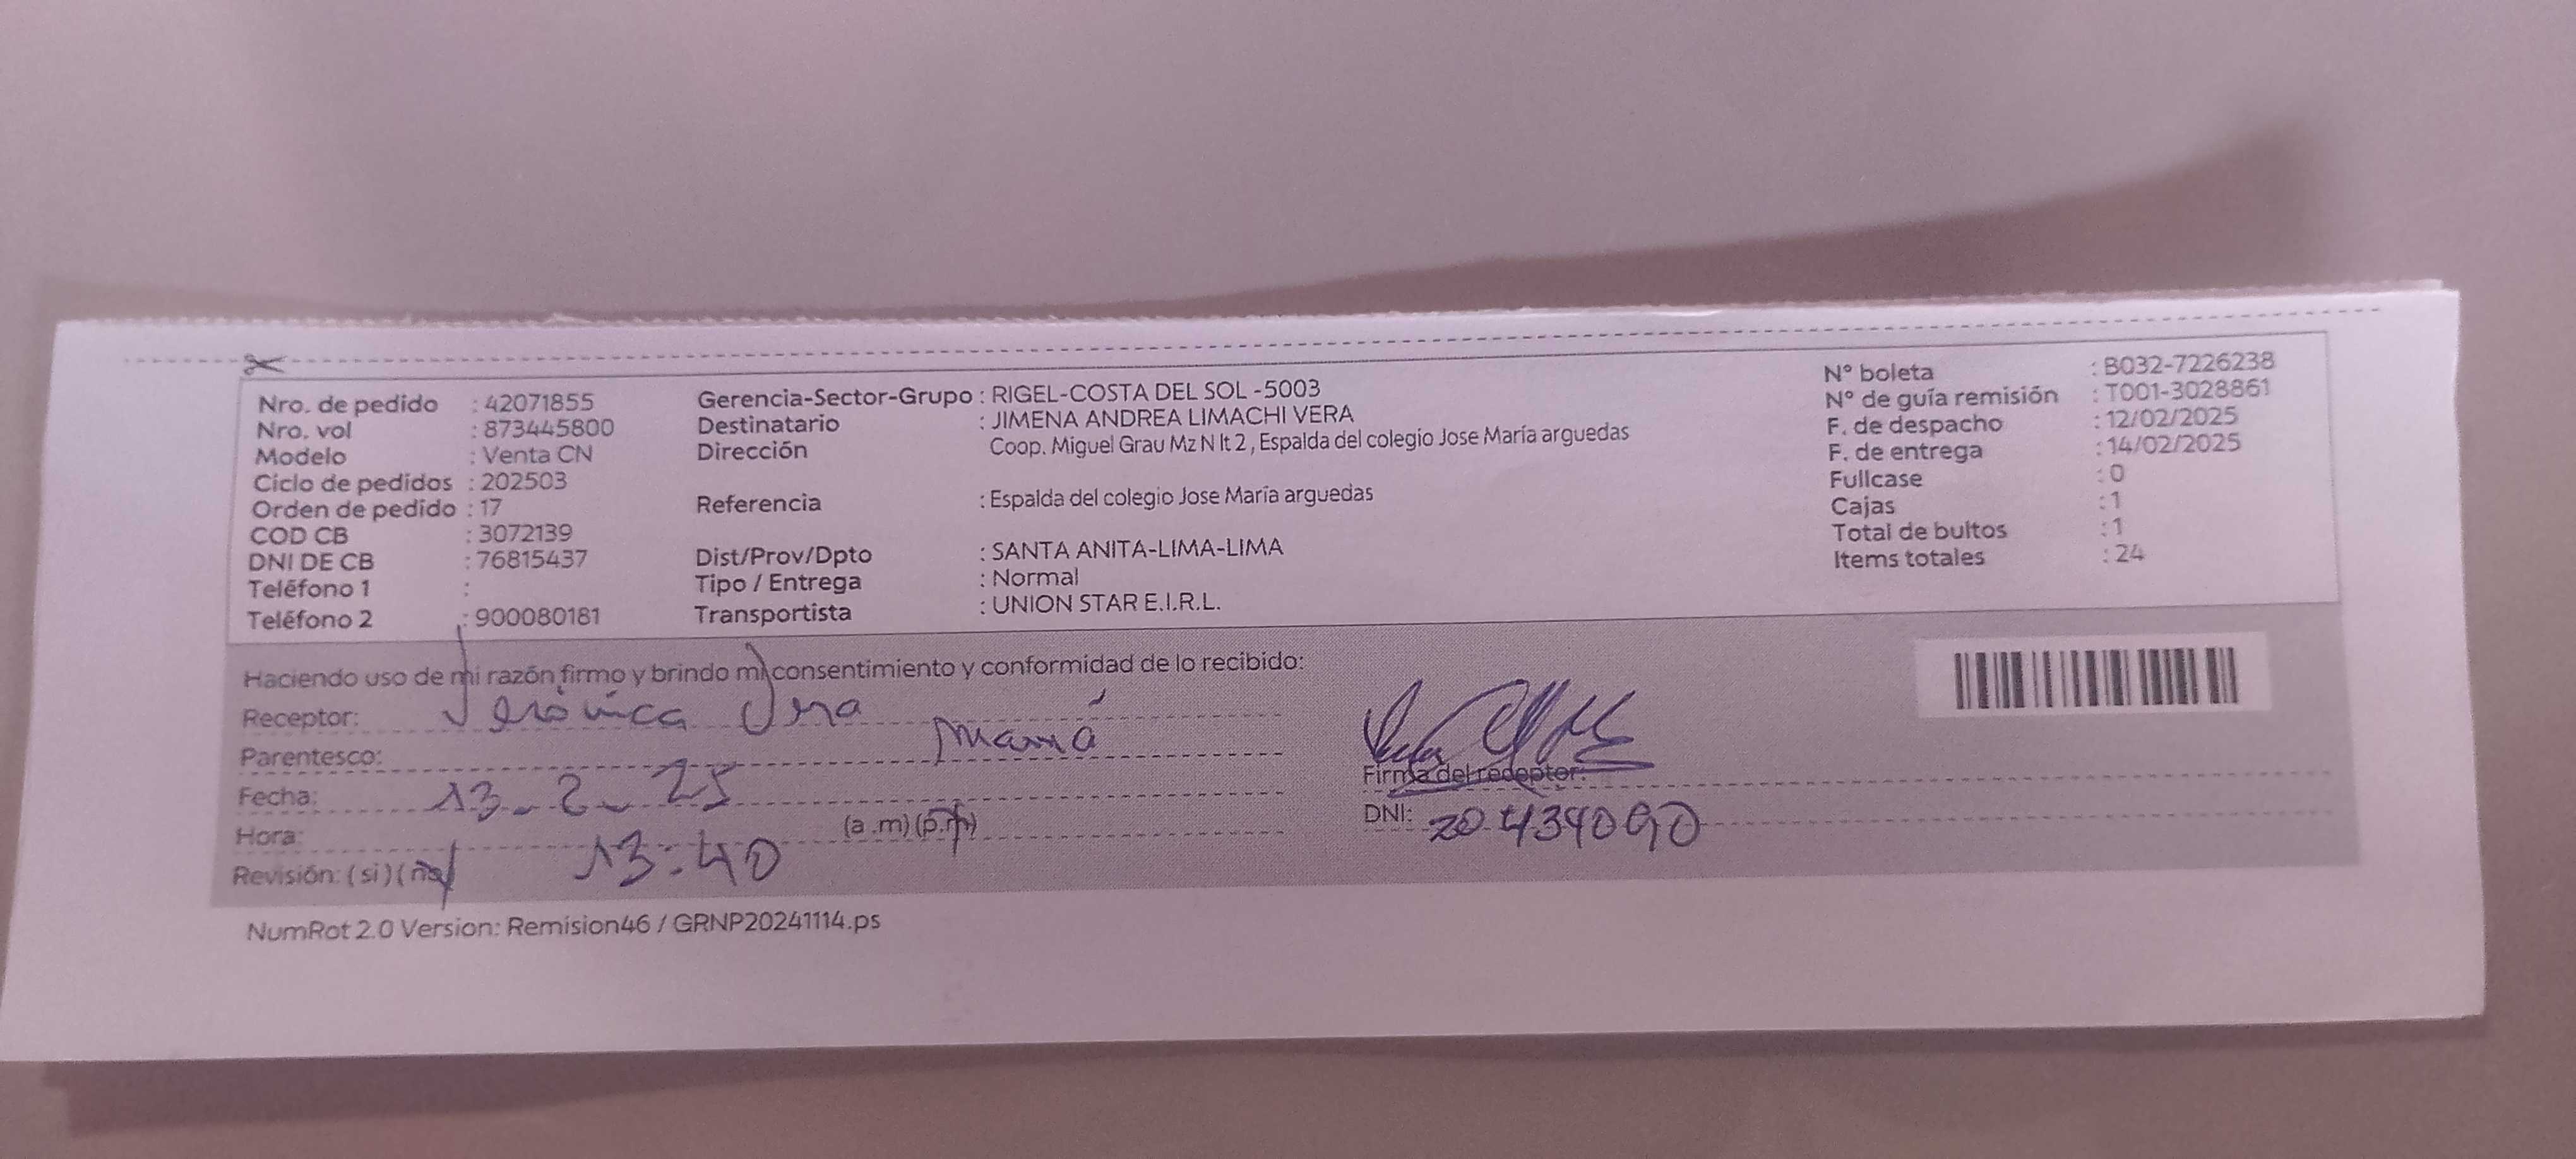 Nro. de pedido : 42071855
Nro. vol : 873445800
Modelo : Venta CN
Ciclo de pedidos : 202503
Orden de pedido : 17
COD CB : 3072139
DNI DE CB : 76815437
Teléfono 1 :
Teléfono 2 : 900080181
Gerencia-Sector-Grupo : RIGEL-COSTA DEL SOL -5003
Destinatario : JIMENA ANDREA LIMACHI VERA
Dirección Coop. Miguel Grau Mz N lt 2 , Espalda del colegio Jose María arguedas
Referencia : Espalda del colegio Jose María arguedas
Dist/Prov/Dpto : SANTA ANITA-LIMA-LIMA
Tipo / Entrega : Normal
Transportista : UNION STAR E.I.R.L.
N° boleta : B032-7226238
N° de guía remisión : T001-3028861
F. de despacho : 12/02/2025
F. de entrega : 14/02/2025
Fullcase : 0
Cajas : 1
Total de bultos : 1
Items totales : 24
Haciendo uso de mi razón firmo y brindo mi consentimiento y conformidad de lo recibido:
Receptor: Verónica Vera
Parentesco: mamá
Fecha: 13-2-25
Hora: 13:40 (a .m) (p.m)
Revisión: ( si ) ( no )
Firma del receptor:
DNI: 20434090
NumRot 2.0 Version: Remision46 / GRNP20241114.ps